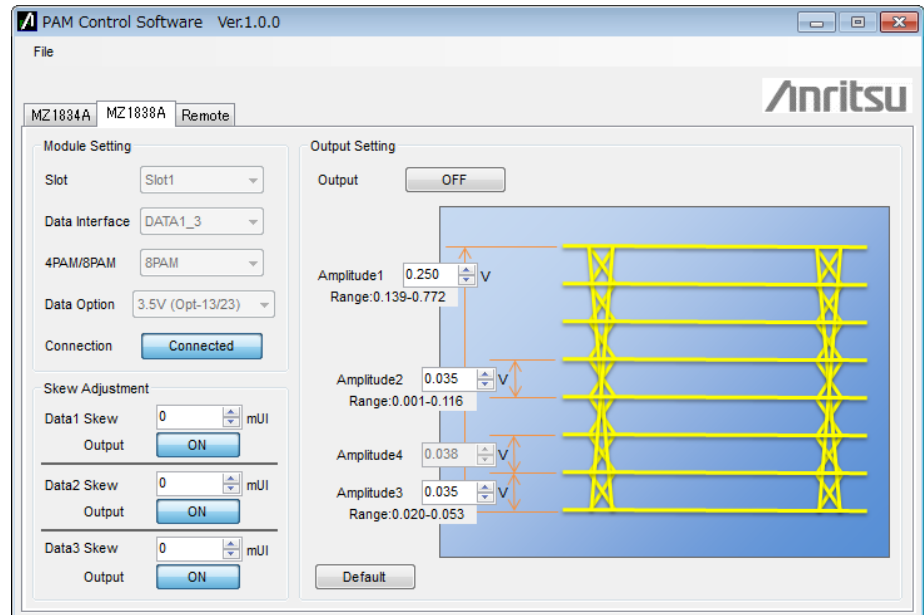 PAM Control Software Ver.1.0.0
File
/inritsu
MZ1834A MZ1838A Remote
Module Setting
Slot Slot1
Data Interface DATA1_3
4PAM/8PAM 8PAM
Data Option 3.5V (Opt-13/23)
Connection Connected
Skew Adjustment
Data1 Skew 0 mUI
Output ON
Data2 Skew 0 mUI
Output ON
Data3 Skew 0 mUI
Output ON
Output Setting
Output OFF
Amplitude1 0.250 V
Range:0.139-0.772
Amplitude2 0.035 V
Range:0.001-0.116
Amplitude4 0.038 V
Amplitude3 0.035 V
Range:0.020-0.053
Default